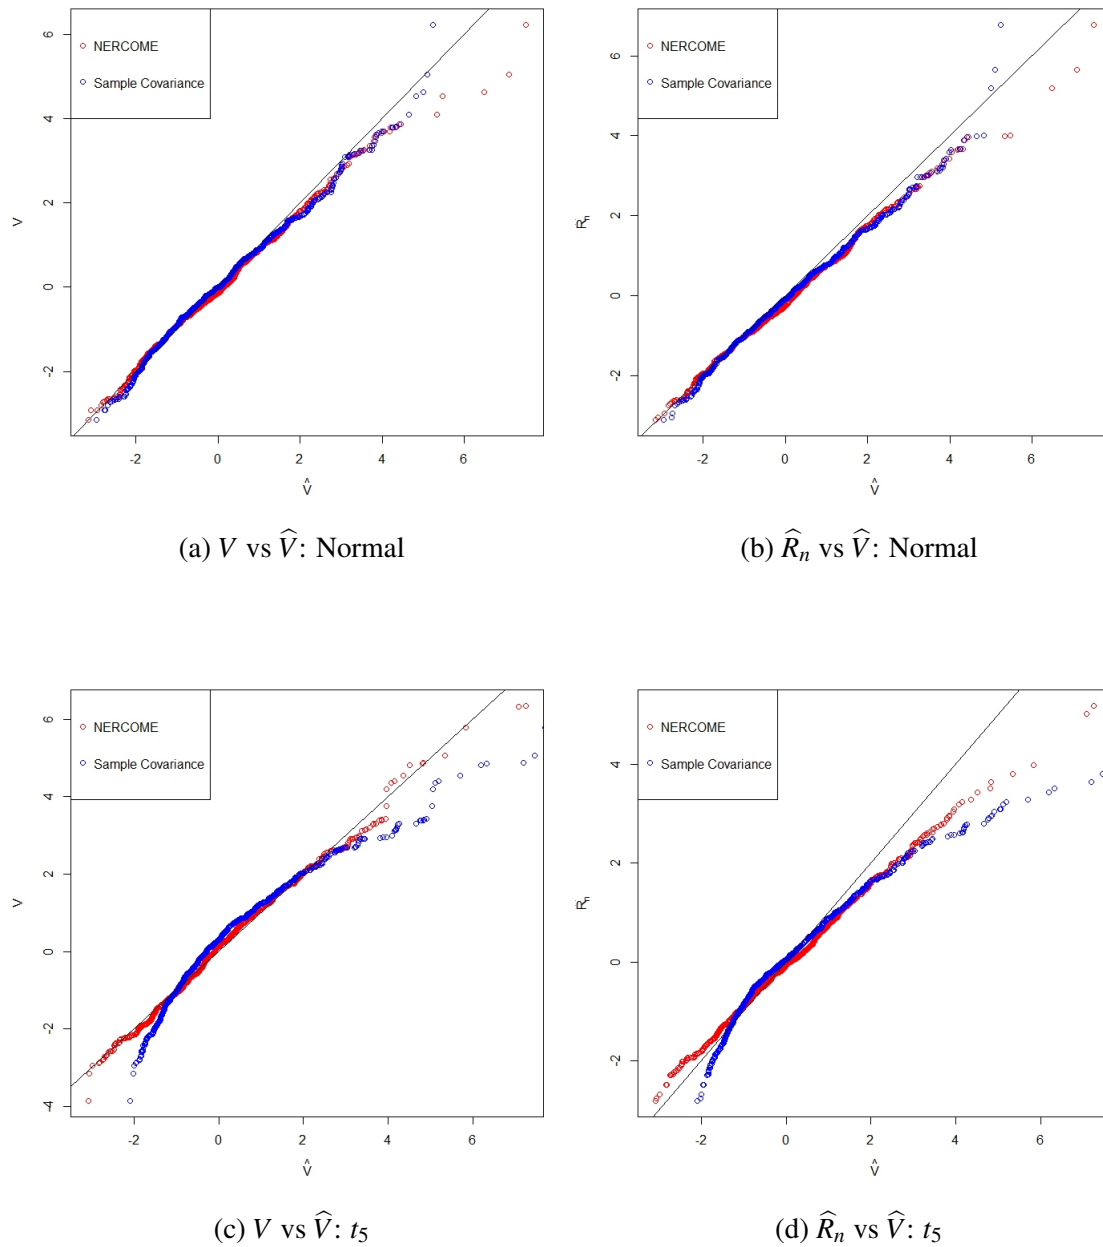 NERCOME
Sample Covariance
6
4
2
0
-2
V
-2 0 2 4 6
V̂
(a) V vs V̂: Normal
NERCOME
Sample Covariance
6
4
2
0
-2
R̂ₙ
-2 0 2 4 6
V̂
(b) R̂ₙ vs V̂: Normal
NERCOME
Sample Covariance
6
4
2
0
-2
-4
V
-2 0 2 4 6
V̂
(c) V vs V̂: t₅
NERCOME
Sample Covariance
4
2
0
-2
R̂ₙ
-2 0 2 4 6
V̂
(d) R̂ₙ vs V̂: t₅